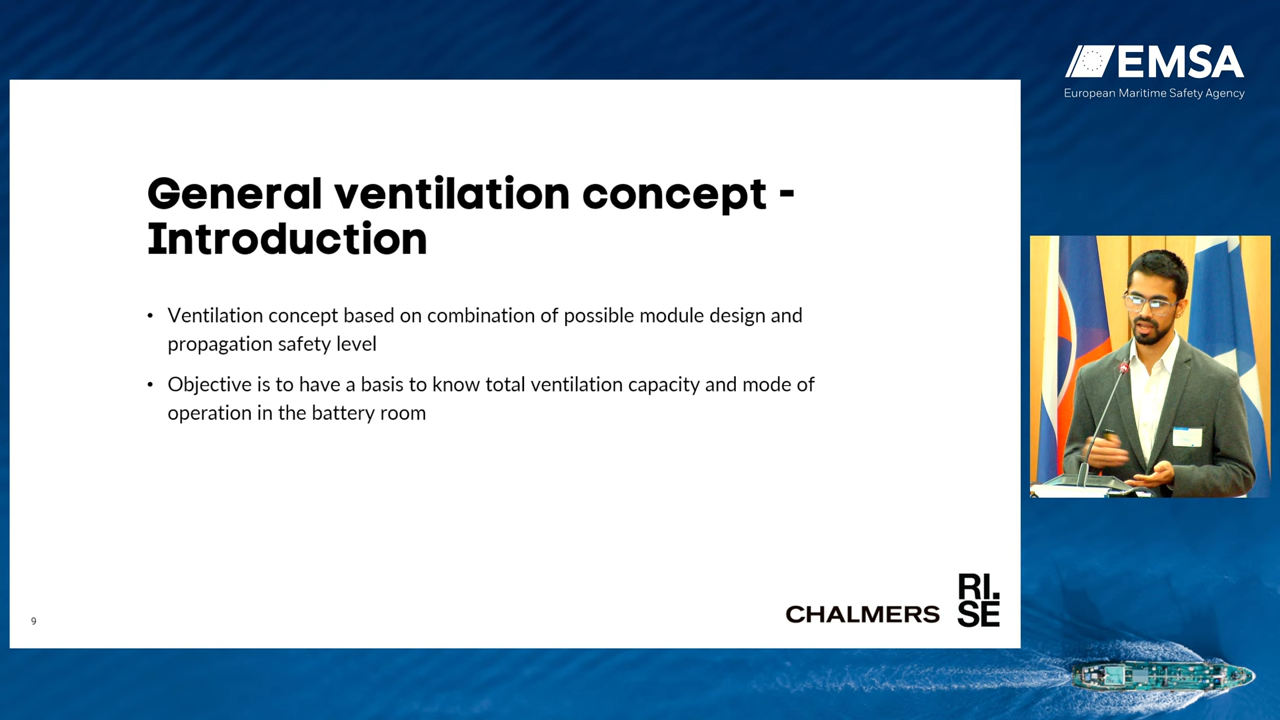 EMSA
European Maritime Safety Agency
General ventilation concept -
Introduction
• Ventilation concept based on combination of possible module design and
propagation safety level
• Objective is to have a basis to know total ventilation capacity and mode of
operation in the battery room
9
CHALMERS
RI.
SE